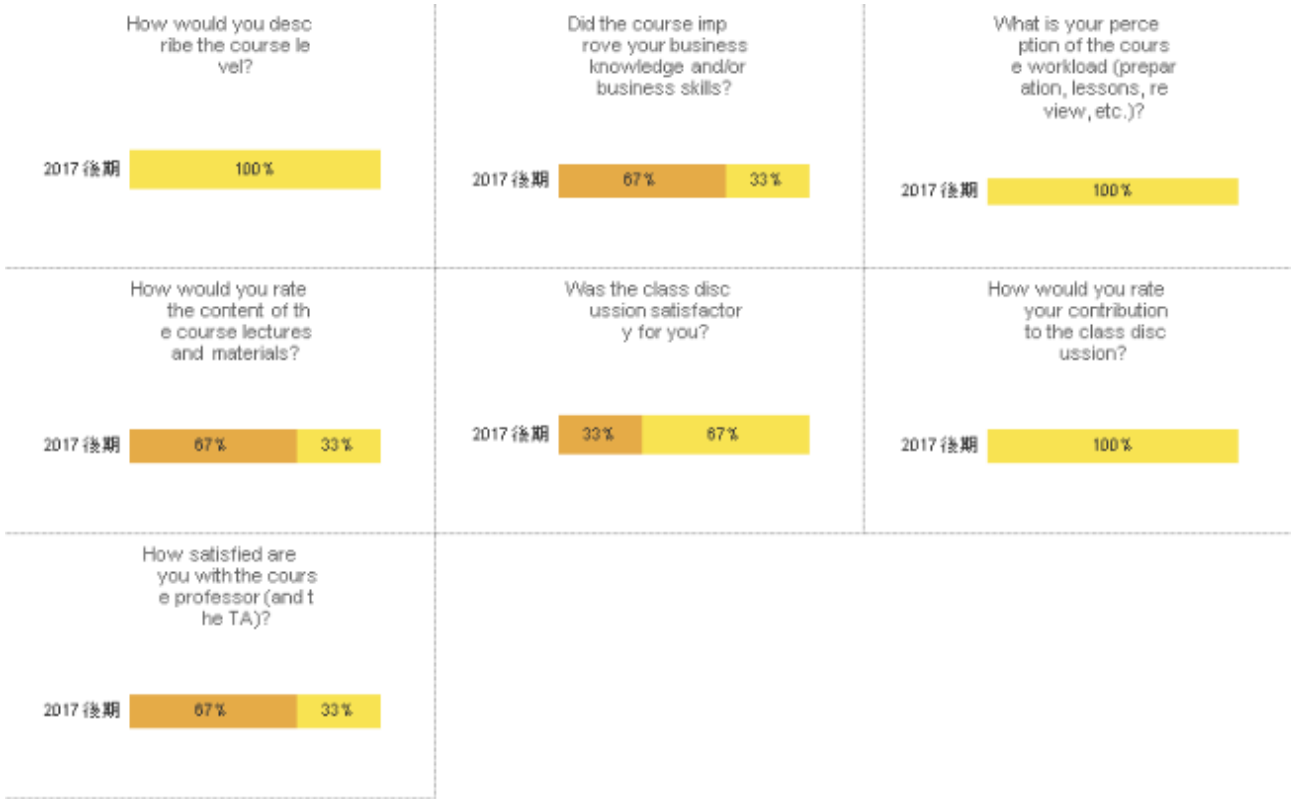 How would you desc
ribe the course le
vel?
2017 後期
100%
Did the course imp
rove your business
knowledge and/or
business skills?
2017 後期
67%
33%
What is your perce
ption of the cours
e workload (prepar
ation, lessons, re
view, etc.)?
2017 後期
100%
How would you rate
the content of th
e course lectures
and materials?
2017 後期
67%
33%
Was the class disc
ussion satisfactor
y for you?
2017 後期
33%
67%
How would you rate
your contribution
to the class disc
ussion?
2017 後期
100%
How satisfied are
you with the cours
e professor (and t
he TA)?
2017 後期
67%
33%